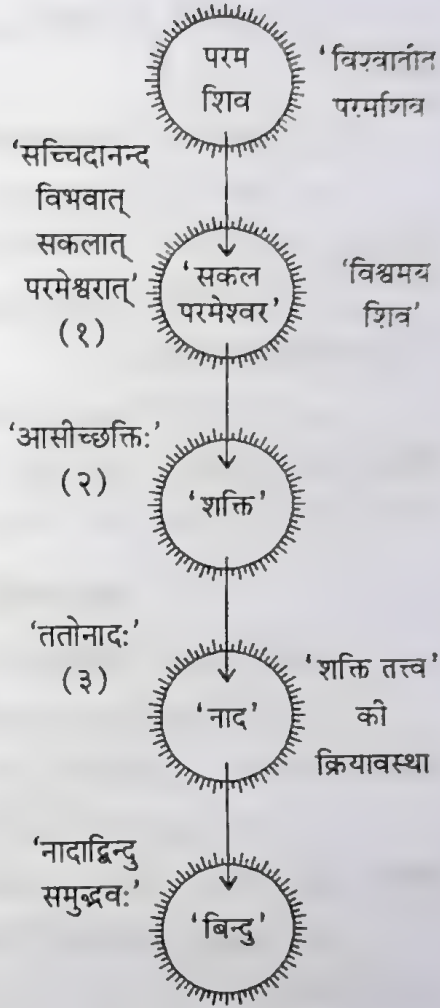 परम
शिव
'विश्वातीत
परमशिव
'सच्चिदानन्द
विभवात्
सकलात्
परमेश्वरात्'
(१)
'सकल
परमेश्वर'
'विश्वमय
शिव'
'आसीच्छक्ति:'
(२)
'शक्ति'
'ततोनाद:'
(३)
'नाद'
'शक्ति तत्त्व'
की
क्रियावस्था
'नादाद्विन्दु
समुद्भव:'
'बिन्दु'